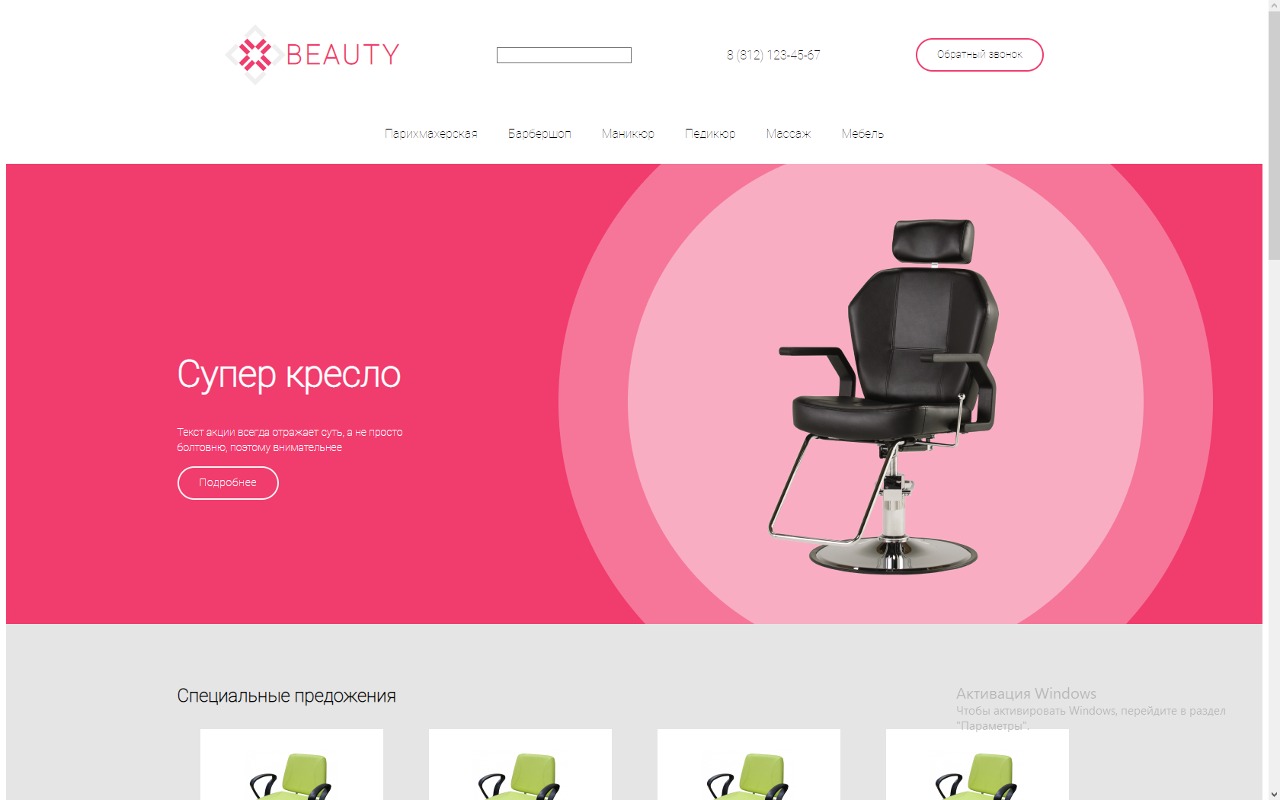 BEAUTY
8 (812) 123-45-67
Обратный звонок
Парихмахерская Барбершоп Маникюр Педикюр Массаж Мебель
Супер кресло
Текст акции всегда отражает суть, а не просто
болтовню, поэтому внимательнее
Подробнее
Специальные предожения
Активация Windows
Чтобы активировать Windows, перейдите в раздел
"Параметры".